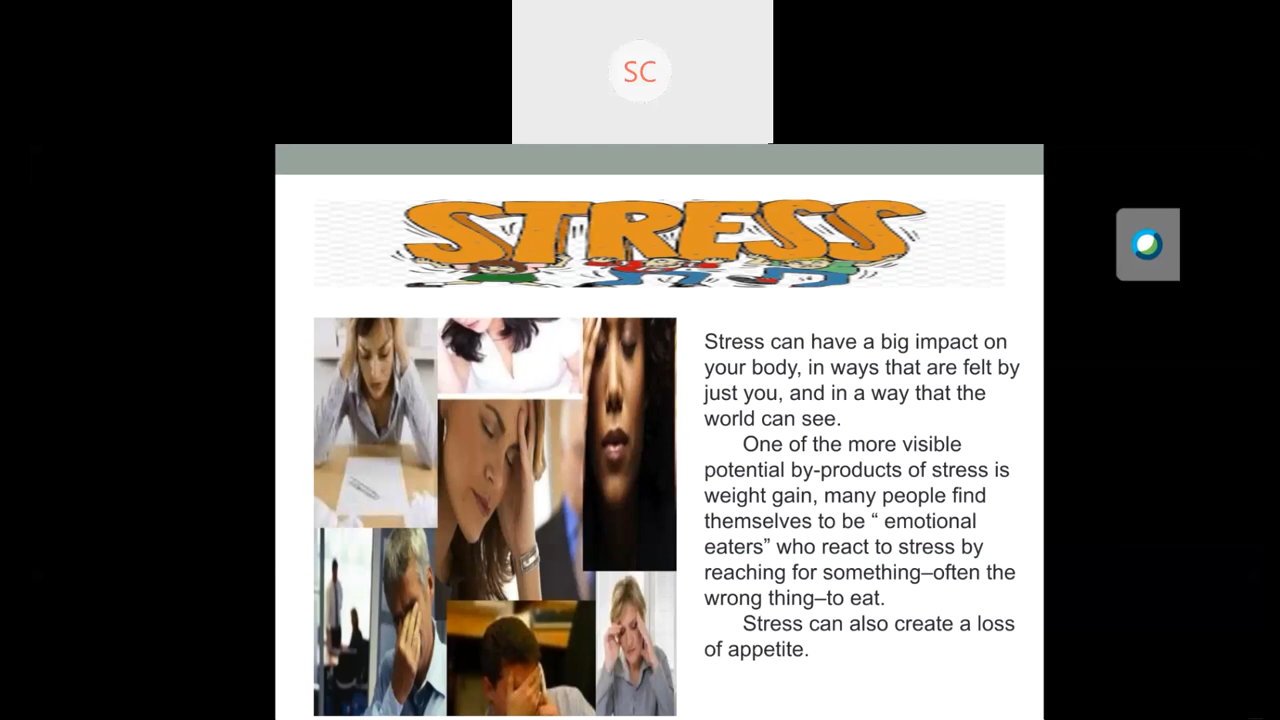 SC
STRESS
Stress can have a big impact on
your body, in ways that are felt by
just you, and in a way that the
world can see.
One of the more visible
potential by-products of stress is
weight gain, many people find
themselves to be “ emotional
eaters” who react to stress by
reaching for something–often the
wrong thing–to eat.
Stress can also create a loss
of appetite.